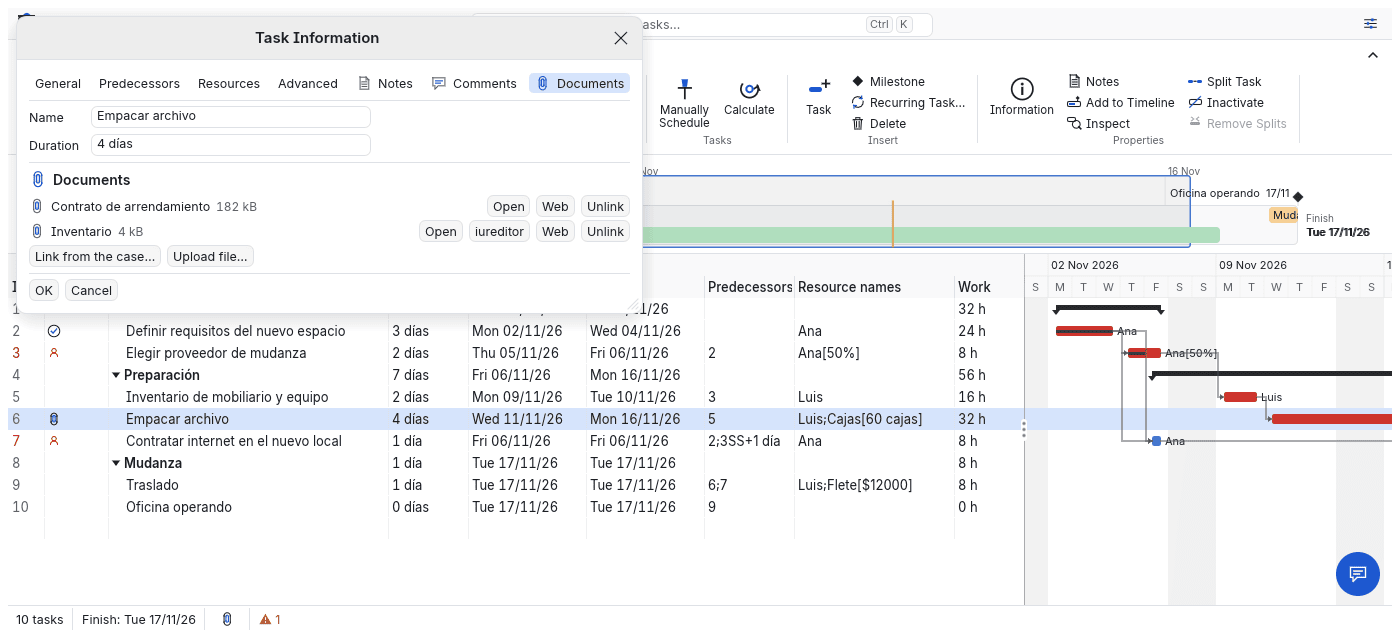 asks...
Ctrl K
Task Information
General Predecessors Resources Advanced Notes Comments Documents
Name Empacar archivo
Duration 4 días
Documents
Contrato de arrendamiento 182 kB Open Web Unlink
Inventario 4 kB Open iureditor Web Unlink
Link from the case... Upload file...
OK Cancel
Manually Schedule
Calculate
Tasks
Task
Milestone
Recurring Task...
Delete
Insert
Information
Notes
Add to Timeline
Inspect
Split Task
Inactivate
Remove Splits
Properties
Nov 16 Nov
Oficina operando 17/11
Muda
Finish
Tue 17/11/26
Predecessors Resource names Work
02 Nov 2026 09 Nov 2026 1
S M T W T F S S M T W T F S S M
1 /11/26 32 h
2 Definir requisitos del nuevo espacio 3 días Mon 02/11/26 Wed 04/11/26 Ana 24 h Ana
3 Elegir proveedor de mudanza 2 días Thu 05/11/26 Fri 06/11/26 2 Ana[50%] 8 h Ana[50%]
4 Preparación 7 días Fri 06/11/26 Mon 16/11/26 56 h
5 Inventario de mobiliario y equipo 2 días Mon 09/11/26 Tue 10/11/26 3 Luis 16 h Luis
6 Empacar archivo 4 días Wed 11/11/26 Mon 16/11/26 5 Luis;Cajas[60 cajas] 32 h
7 Contratar internet en el nuevo local 1 día Fri 06/11/26 Fri 06/11/26 2;3SS+1 día Ana 8 h Ana
8 Mudanza 1 día Tue 17/11/26 Tue 17/11/26 8 h
9 Traslado 1 día Tue 17/11/26 Tue 17/11/26 6;7 Luis;Flete[$12000] 8 h
10 Oficina operando 0 días Tue 17/11/26 Tue 17/11/26 9 0 h
10 tasks Finish: Tue 17/11/26 1